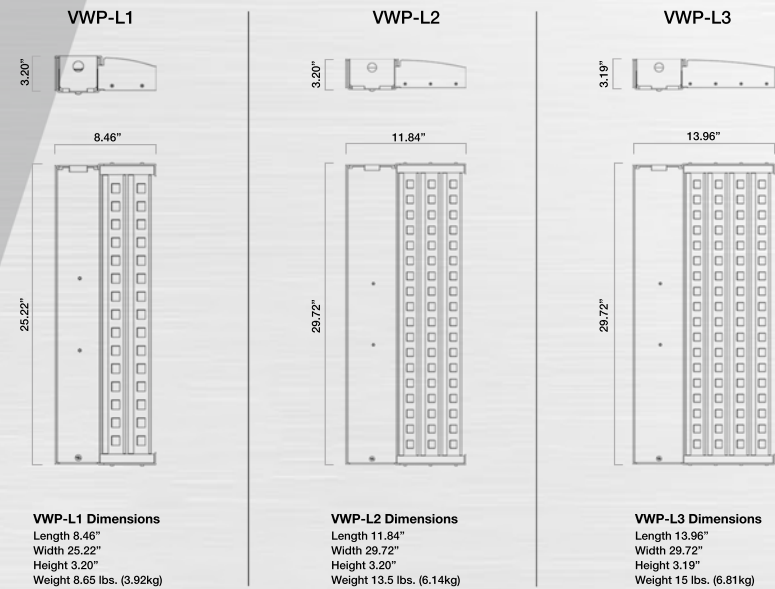 VWP-L1
3.20”
8.46”
25.22”
VWP-L1 Dimensions
Length 8.46”
Width 25.22”
Height 3.20”
Weight 8.65 lbs. (3.92kg)
VWP-L2
3.20”
11.84”
29.72”
VWP-L2 Dimensions
Length 11.84”
Width 29.72”
Height 3.20”
Weight 13.5 lbs. (6.14kg)
VWP-L3
3.19”
13.96”
29.72”
VWP-L3 Dimensions
Length 13.96”
Width 29.72”
Height 3.19”
Weight 15 lbs. (6.81kg)